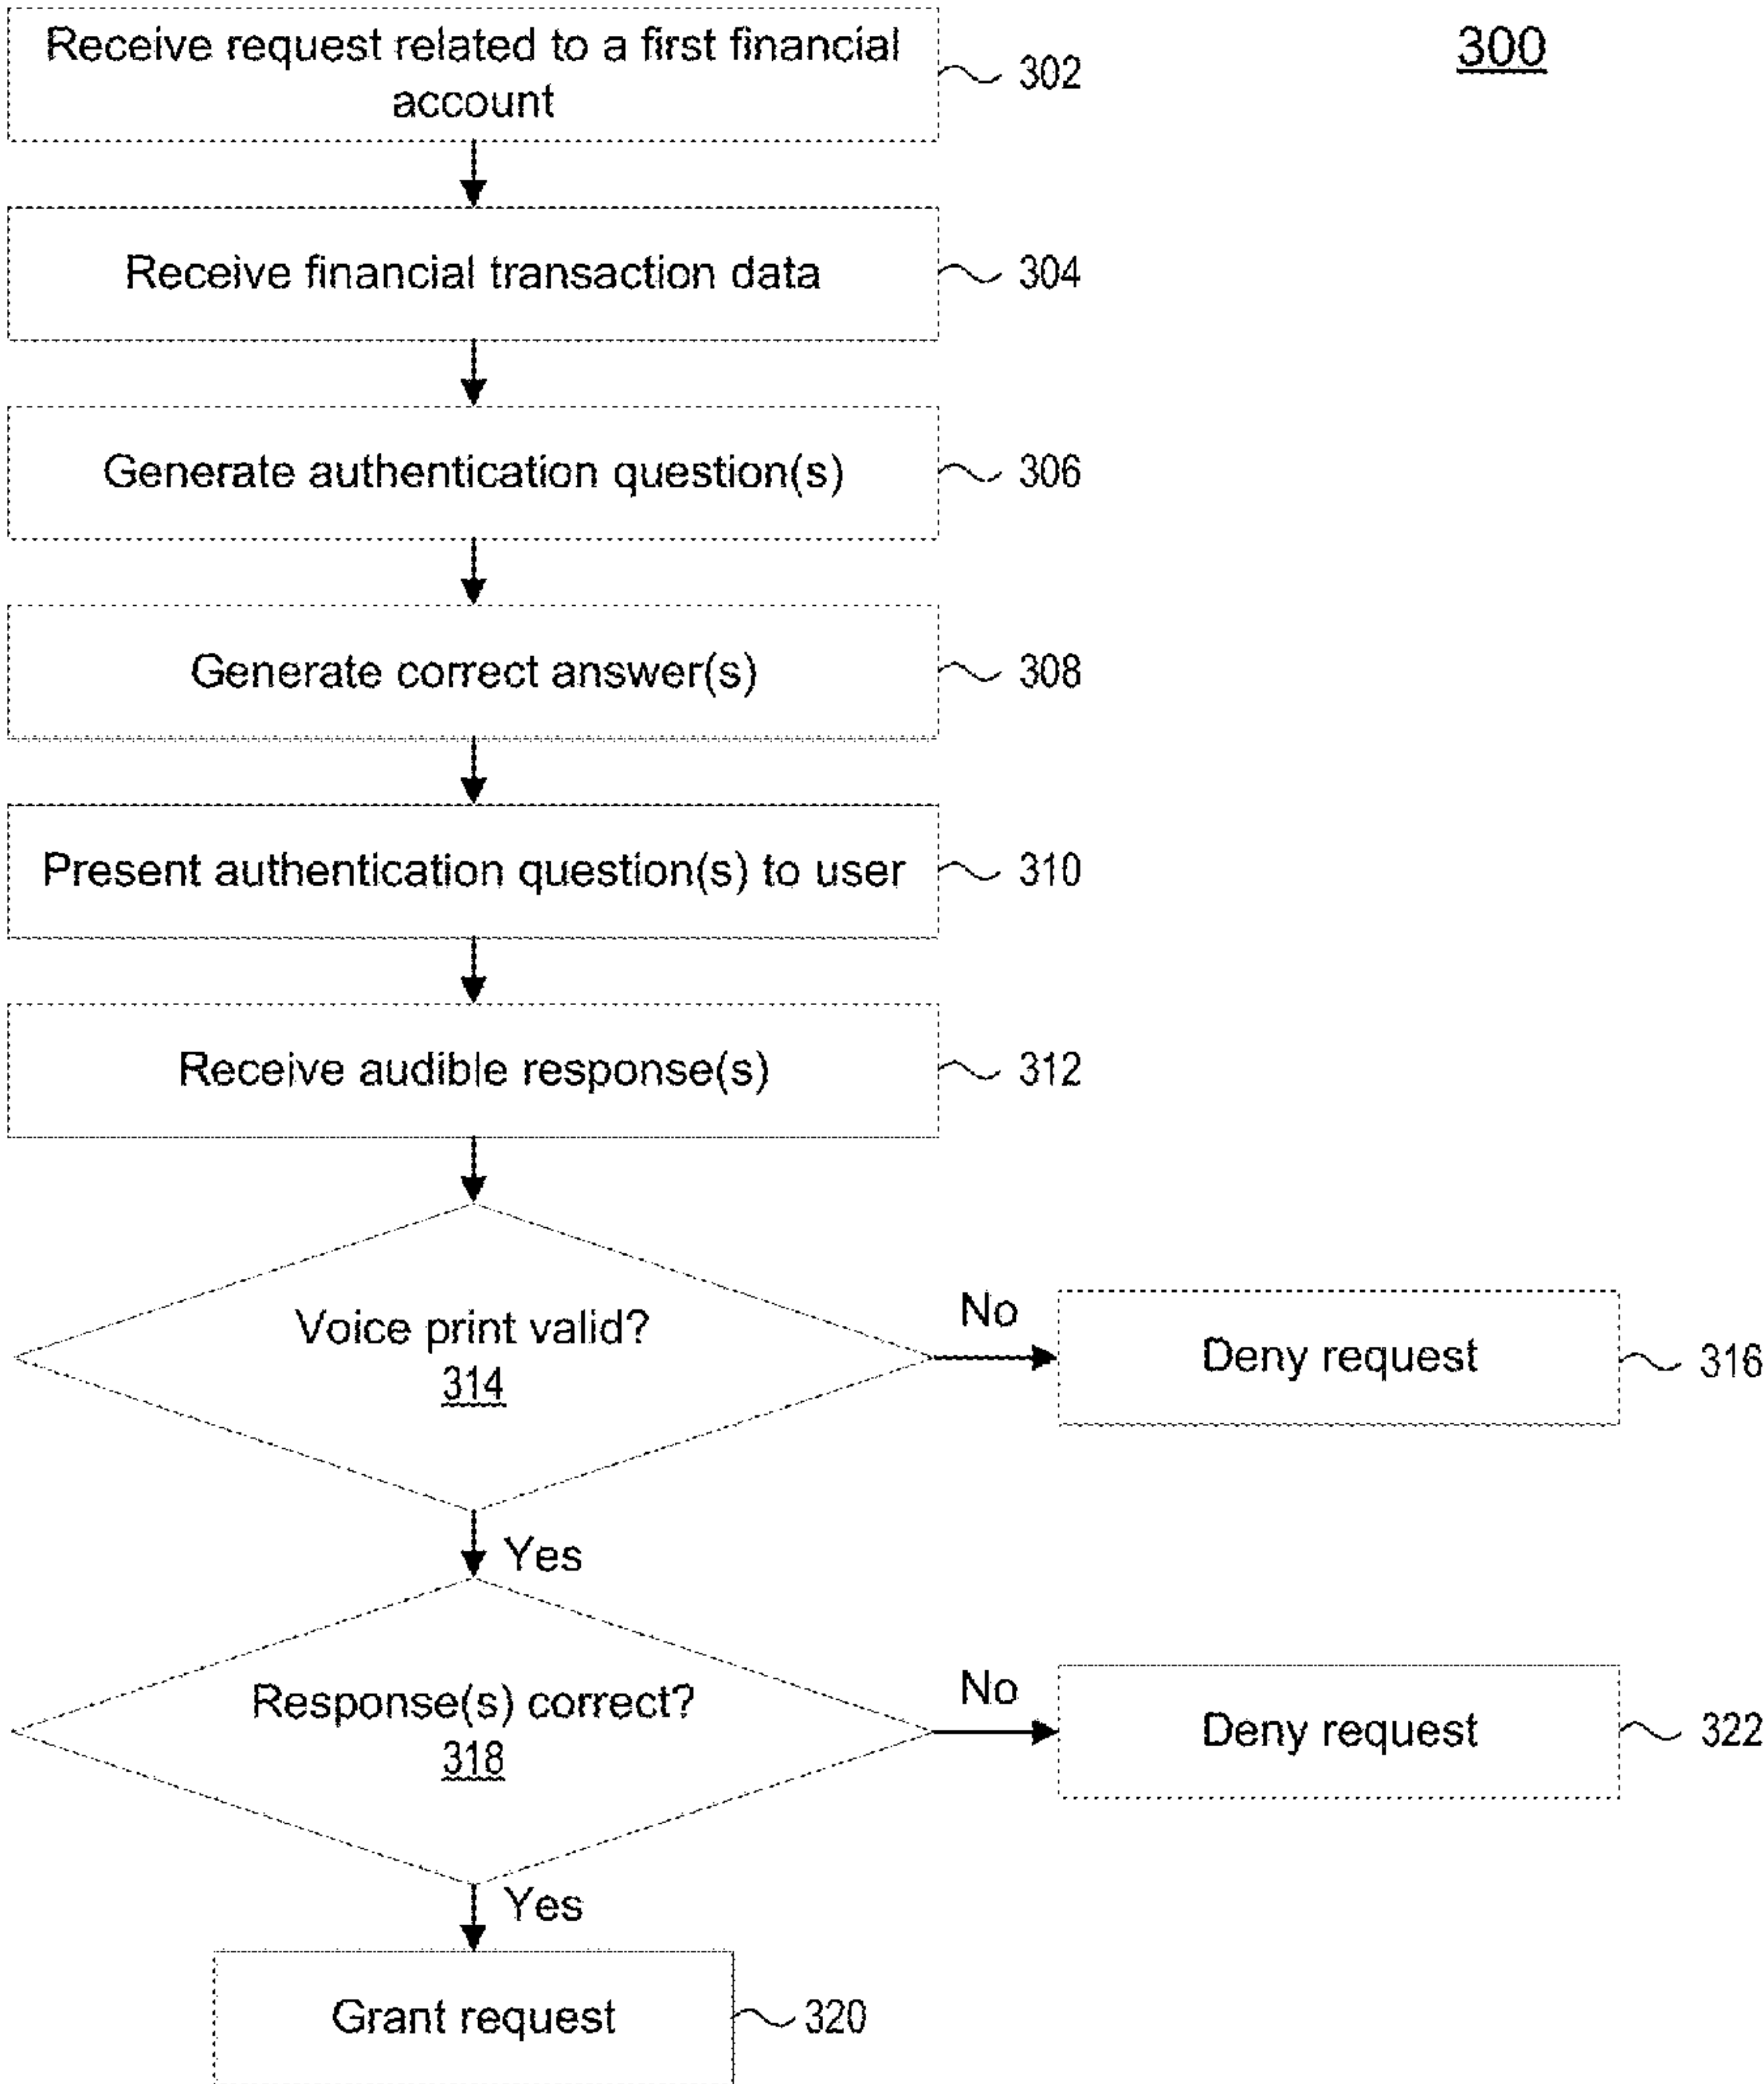 300
Receive request related to a first financial
account
302
Receive financial transaction data
304
Generate authentication question(s)
306
Generate correct answer(s)
308
Present authentication question(s) to user
310
Receive audible response(s)
312
Voice print valid?
314
No
Deny request
316
Yes
Response(s) correct?
318
No
Deny request
322
Yes
Grant request
320